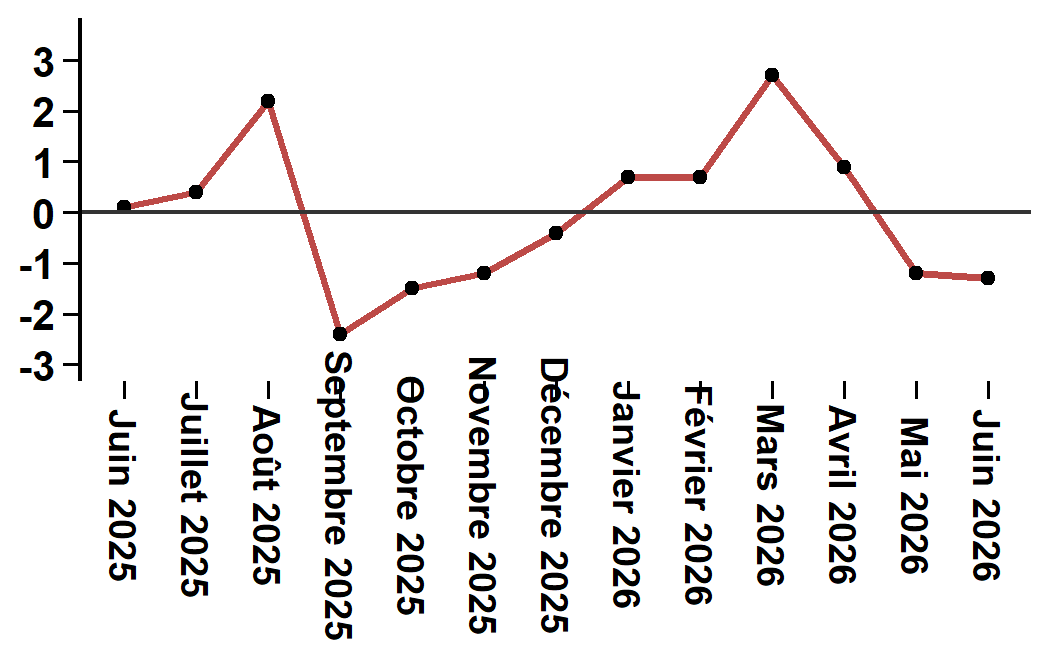 3
2
1
0
-1
-2
-3
Juin 2025
Juillet 2025
Août 2025
Septembre 2025
Octobre 2025
Novembre 2025
Décembre 2025
Janvier 2026
Février 2026
Mars 2026
Avril 2026
Mai 2026
Juin 2026